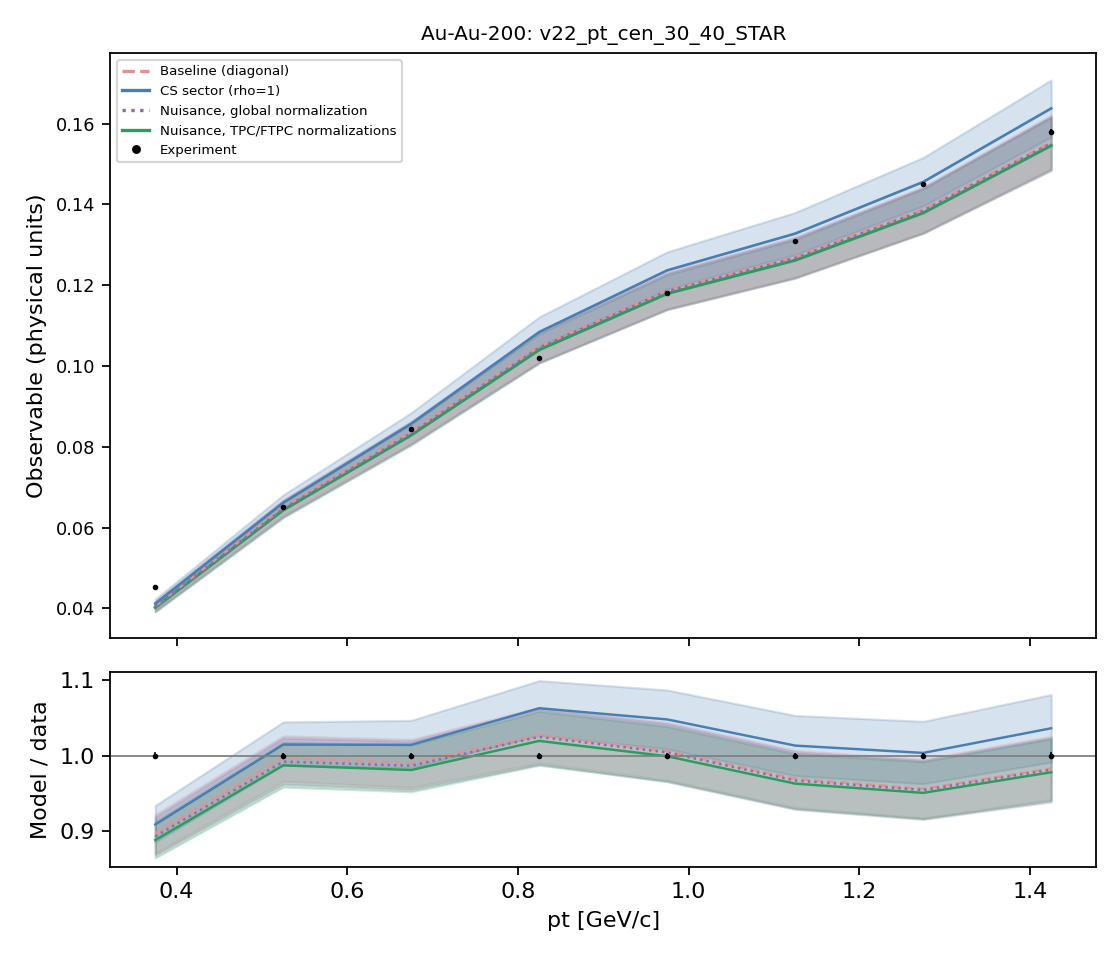 Au-Au-200: v22_pt_cen_30_40_STAR
Baseline (diagonal)
CS sector (rho=1)
Nuisance, global normalization
Nuisance, TPC/FTPC normalizations
Experiment
Observable (physical units)
0.16
0.14
0.12
0.10
0.08
0.06
0.04
Model / data
1.1
1.0
0.9
0.4 0.6 0.8 1.0 1.2 1.4
pt [GeV/c]